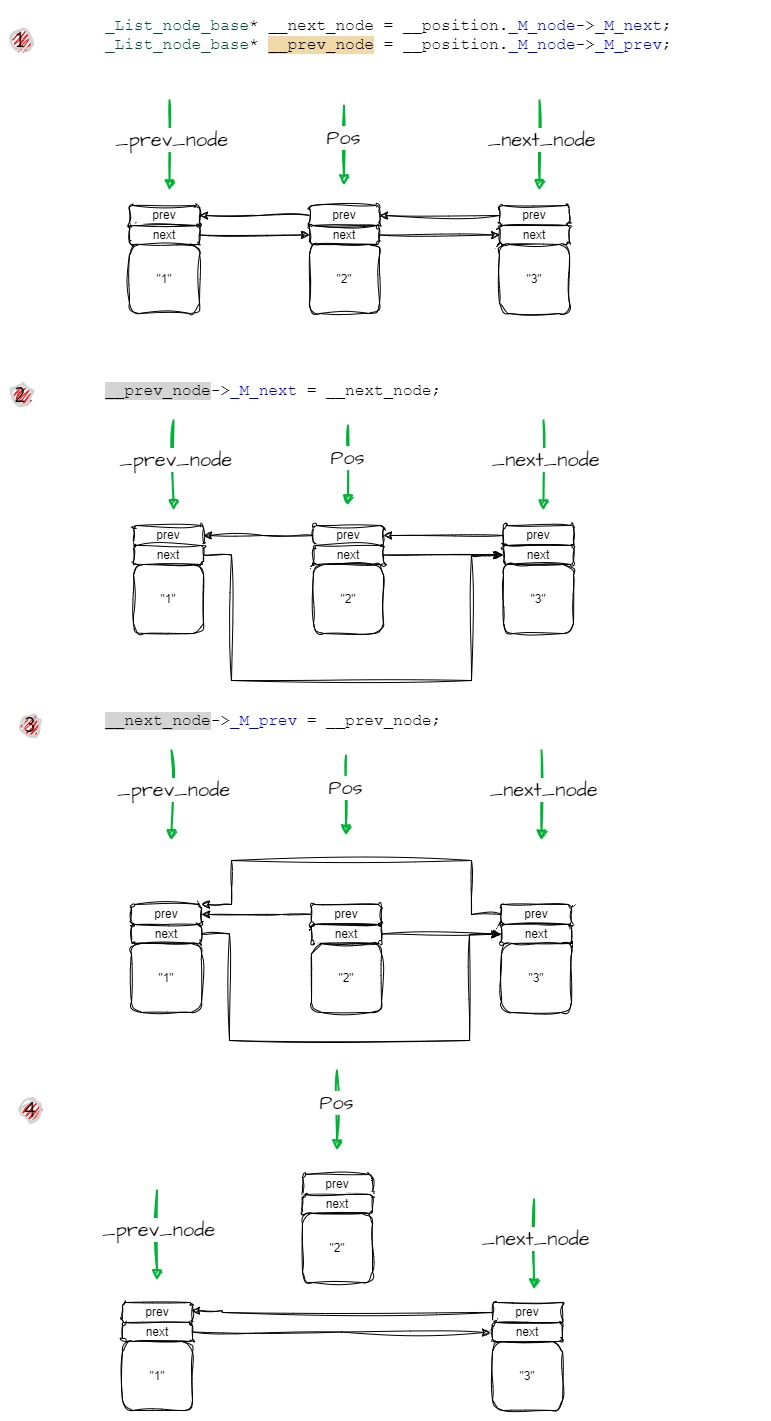 1
_List_node_base* __next_node = __position._M_node->_M_next;
_List_node_base* __prev_node = __position._M_node->_M_prev;
_prev_node
Pos
_next_node
prev
prev
prev
next
next
next
"1"
"2"
"3"
2
__prev_node->_M_next = __next_node;
_prev_node
Pos
_next_node
prev
prev
prev
next
next
next
"1"
"2"
"3"
3
__next_node->_M_prev = __prev_node;
_prev_node
Pos
_next_node
prev
prev
prev
next
next
next
"1"
"2"
"3"
4
Pos
prev
next
"2"
_prev_node
_next_node
prev
prev
next
next
"1"
"3"